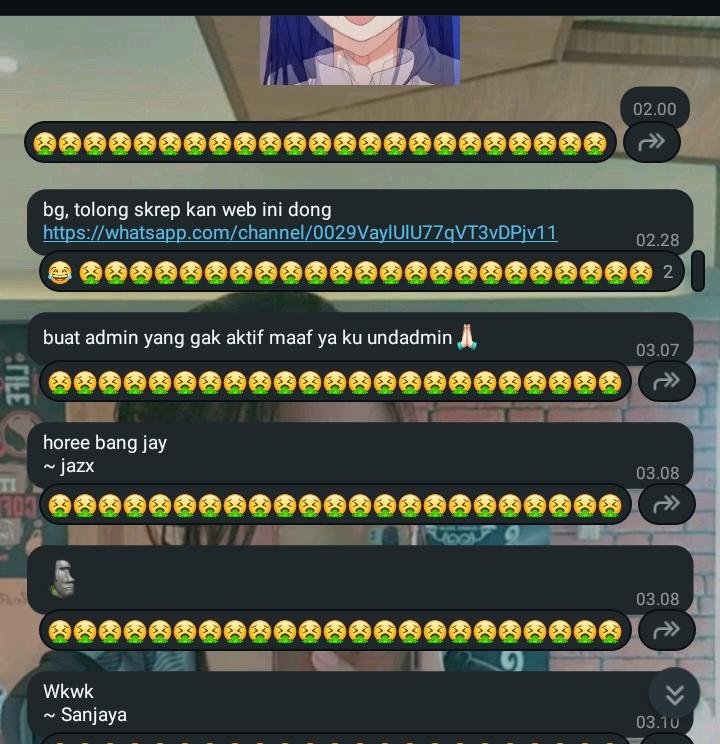 02.00
🤮🤮🤮🤮🤮🤮🤮🤮🤮🤮🤮🤮🤮🤮🤮🤮🤮🤮🤮🤮🤮🤮🤮
bg, tolong skrep kan web ini dong
https://whatsapp.com/channel/0029VaylUlU77qVT3vDPjv11
02.28
😂 🤮🤮🤮🤮🤮🤮🤮🤮🤮🤮🤮🤮🤮🤮🤮🤮🤮🤮🤮🤮🤮🤮🤮 2
buat admin yang gak aktif maaf ya ku undadmin🙏🏻
03.07
🤮🤮🤮🤮🤮🤮🤮🤮🤮🤮🤮🤮🤮🤮🤮🤮🤮🤮🤮🤮🤮🤮🤮
horee bang jay
~ jazx
03.08
🤮🤮🤮🤮🤮🤮🤮🤮🤮🤮🤮🤮🤮🤮🤮🤮🤮🤮🤮🤮🤮🤮🤮
🗿
03.08
🤮🤮🤮🤮🤮🤮🤮🤮🤮🤮🤮🤮🤮🤮🤮🤮🤮🤮🤮🤮🤮🤮🤮
Wkwk
~ Sanjaya
03.10